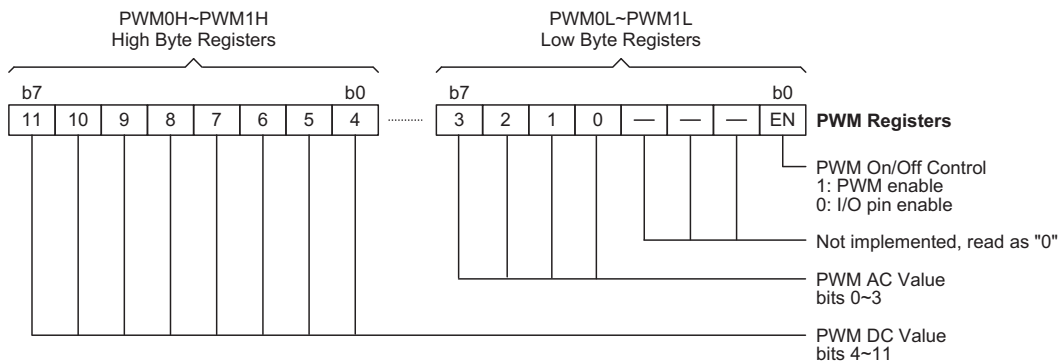 PWM0H~PWM1H
High Byte Registers
PWM0L~PWM1L
Low Byte Registers
b7 b0 b7 b0
11 10 9 8 7 6 5 4 3 2 1 0 — — — EN PWM Registers
PWM On/Off Control
1: PWM enable
0: I/O pin enable
Not implemented, read as "0"
PWM AC Value
bits 0~3
PWM DC Value
bits 4~11